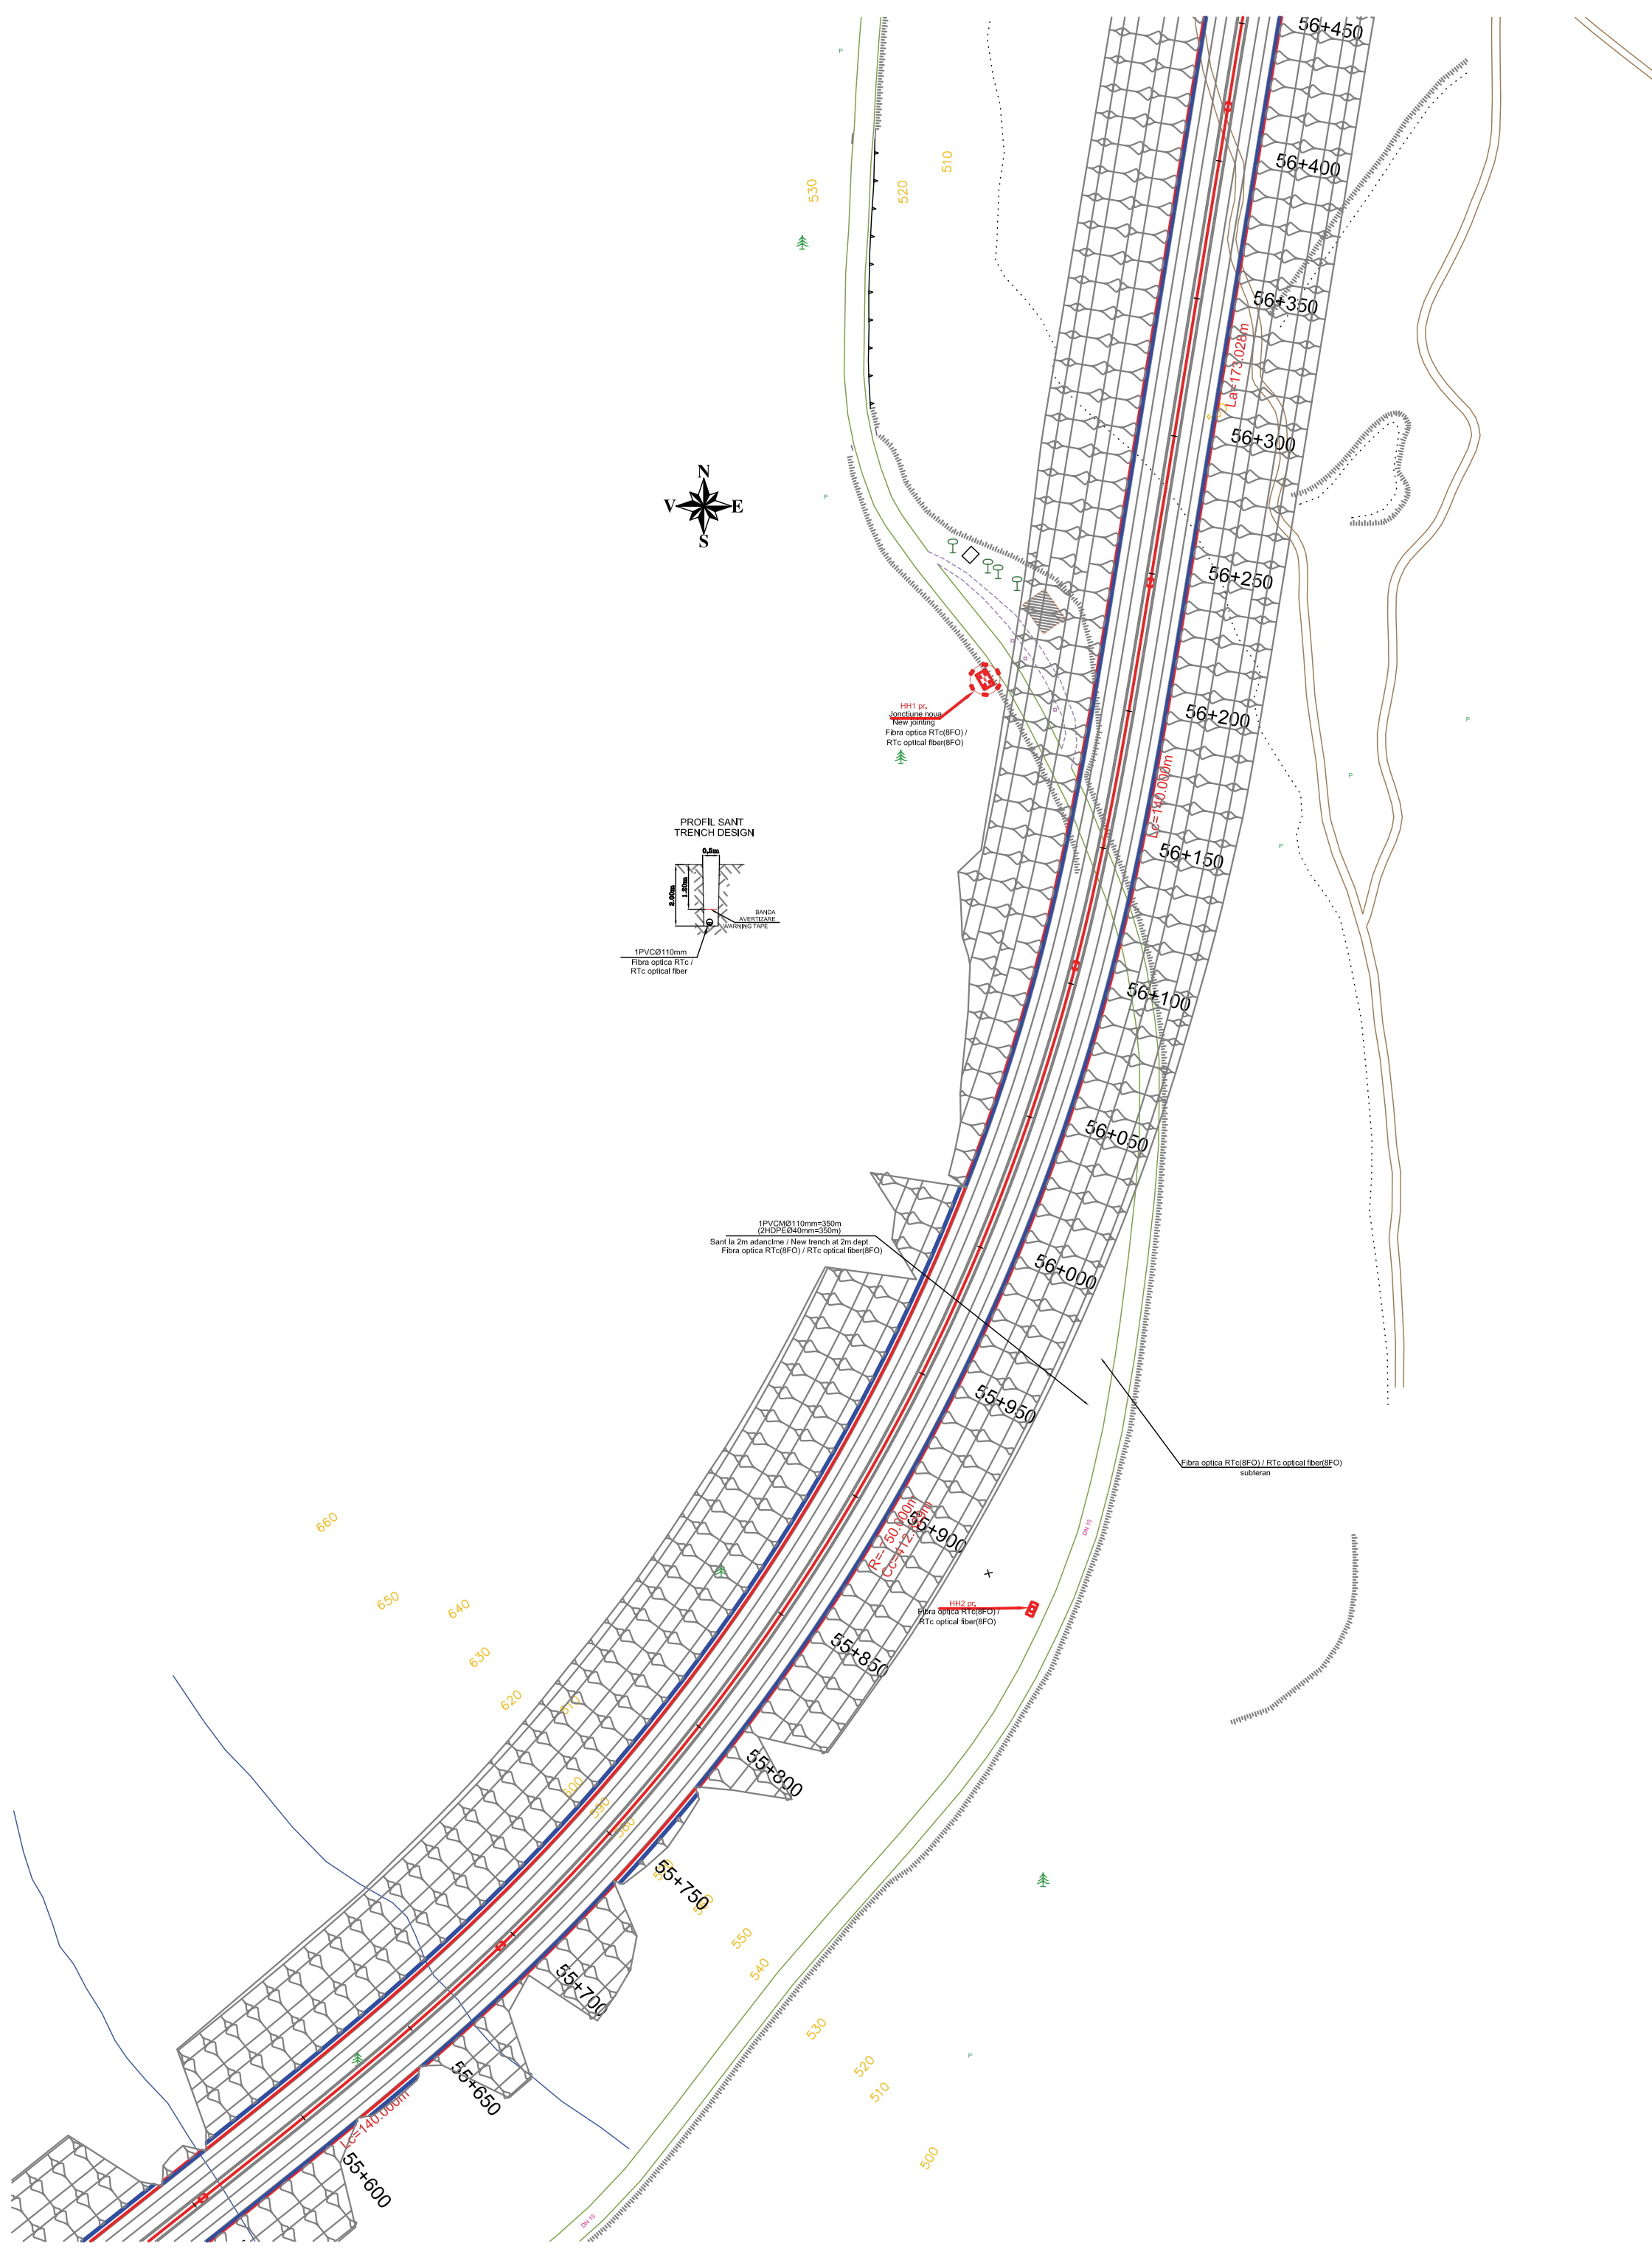 56+450
P
510
530
520
56+400
56+350
La=173.028m
56+300
N
V
E
S
P
56+250
HH1 pr.
Jonctiune noua
New jointing
Fibra optica RTc(8FO) /
RTc optical fiber(8FO)
56+200
P
P
Lc=140.000m
PROFIL SANT
TRENCH DESIGN
0,5m
2.00m
1.20m
BANDA
AVERTIZARE
WARNING TAPE
1PVCØ110mm
Fibra optica RTc /
RTc optical fiber
56+150
P
56+100
56+050
1PVCMØ110mm=350m
(2HDPEØ40mm=350m)
Sant la 2m adancime / New trench at 2m dept
Fibra optica RTc(8FO) / RTc optical fiber(8FO)
56+000
55+950
Fibra optica RTc(8FO) / RTc optical fiber(8FO)
subteran
660
55+900
DN 15
650
640
HH2 pr.
Fibra optica RTc(8FO) /
RTc optical fiber(8FO)
55+850
630
620
610
55+800
600
590
580
55+750
550
540
55+700
530
520
510
55+650
Lc=140.000m
500
55+600
DN 15